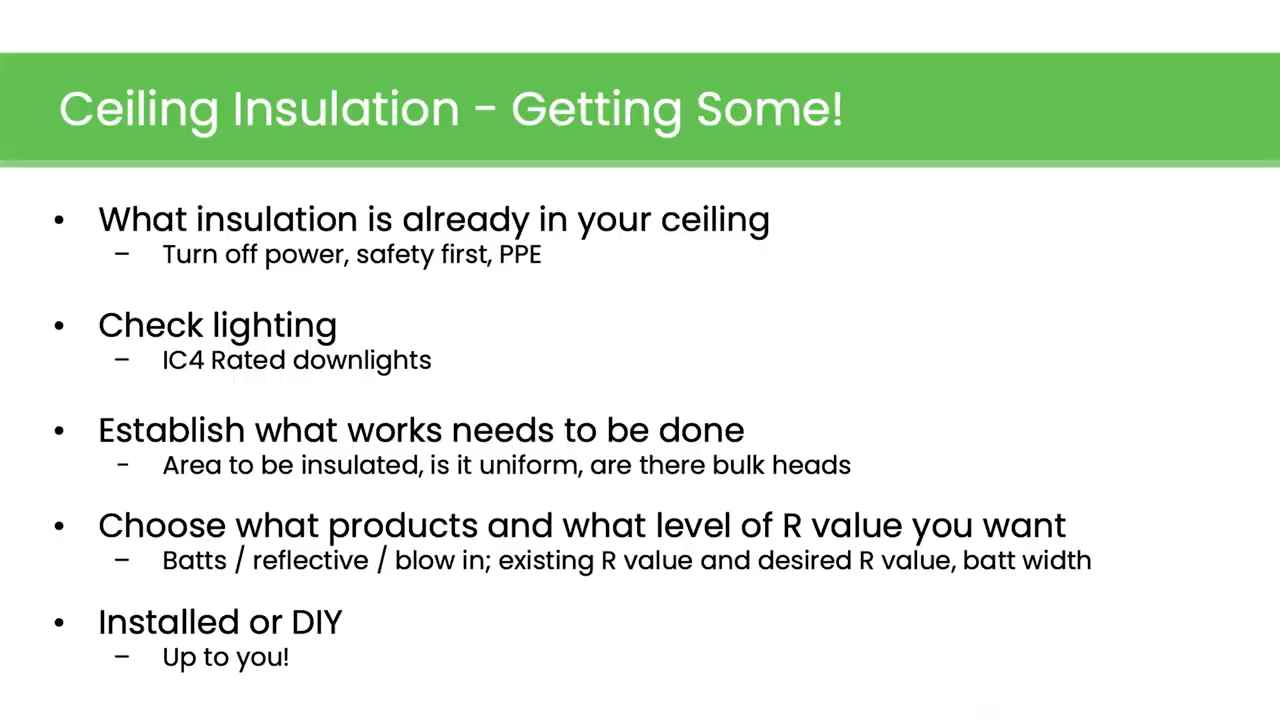 Ceiling Insulation - Getting Some!
• What insulation is already in your ceiling
– Turn off power, safety first, PPE
• Check lighting
– IC4 Rated downlights
• Establish what works needs to be done
- Area to be insulated, is it uniform, are there bulk heads
• Choose what products and what level of R value you want
– Batts / reflective / blow in; existing R value and desired R value, batt width
• Installed or DIY
– Up to you!